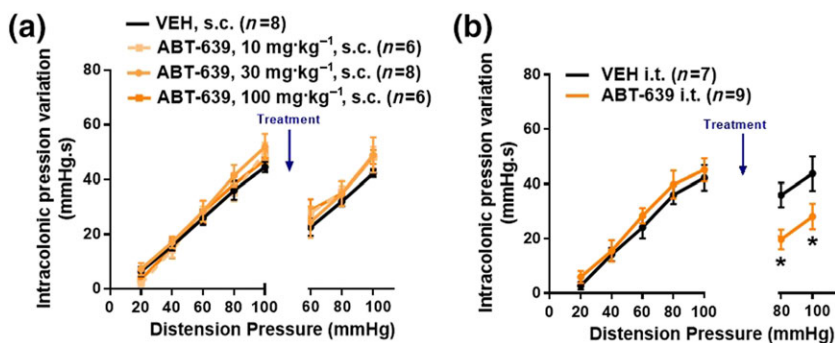 (a)
VEH, s.c. (n=8)
ABT-639, 10 mg·kg⁻¹, s.c. (n=6)
ABT-639, 30 mg·kg⁻¹, s.c. (n=8)
ABT-639, 100 mg·kg⁻¹, s.c. (n=6)
Treatment
Intracolonic pression variation
(mmHg.s)
80
60
40
20
0
0 20 40 60 80 100 60 80 100
Distension Pressure (mmHg)
(b)
VEH i.t. (n=7)
ABT-639 i.t. (n=9)
Treatment
Intracolonic pression variation
(mmHg.s)
80
60
40
20
0
* *
0 20 40 60 80 100 80 100
Distension Pressure (mmHg)